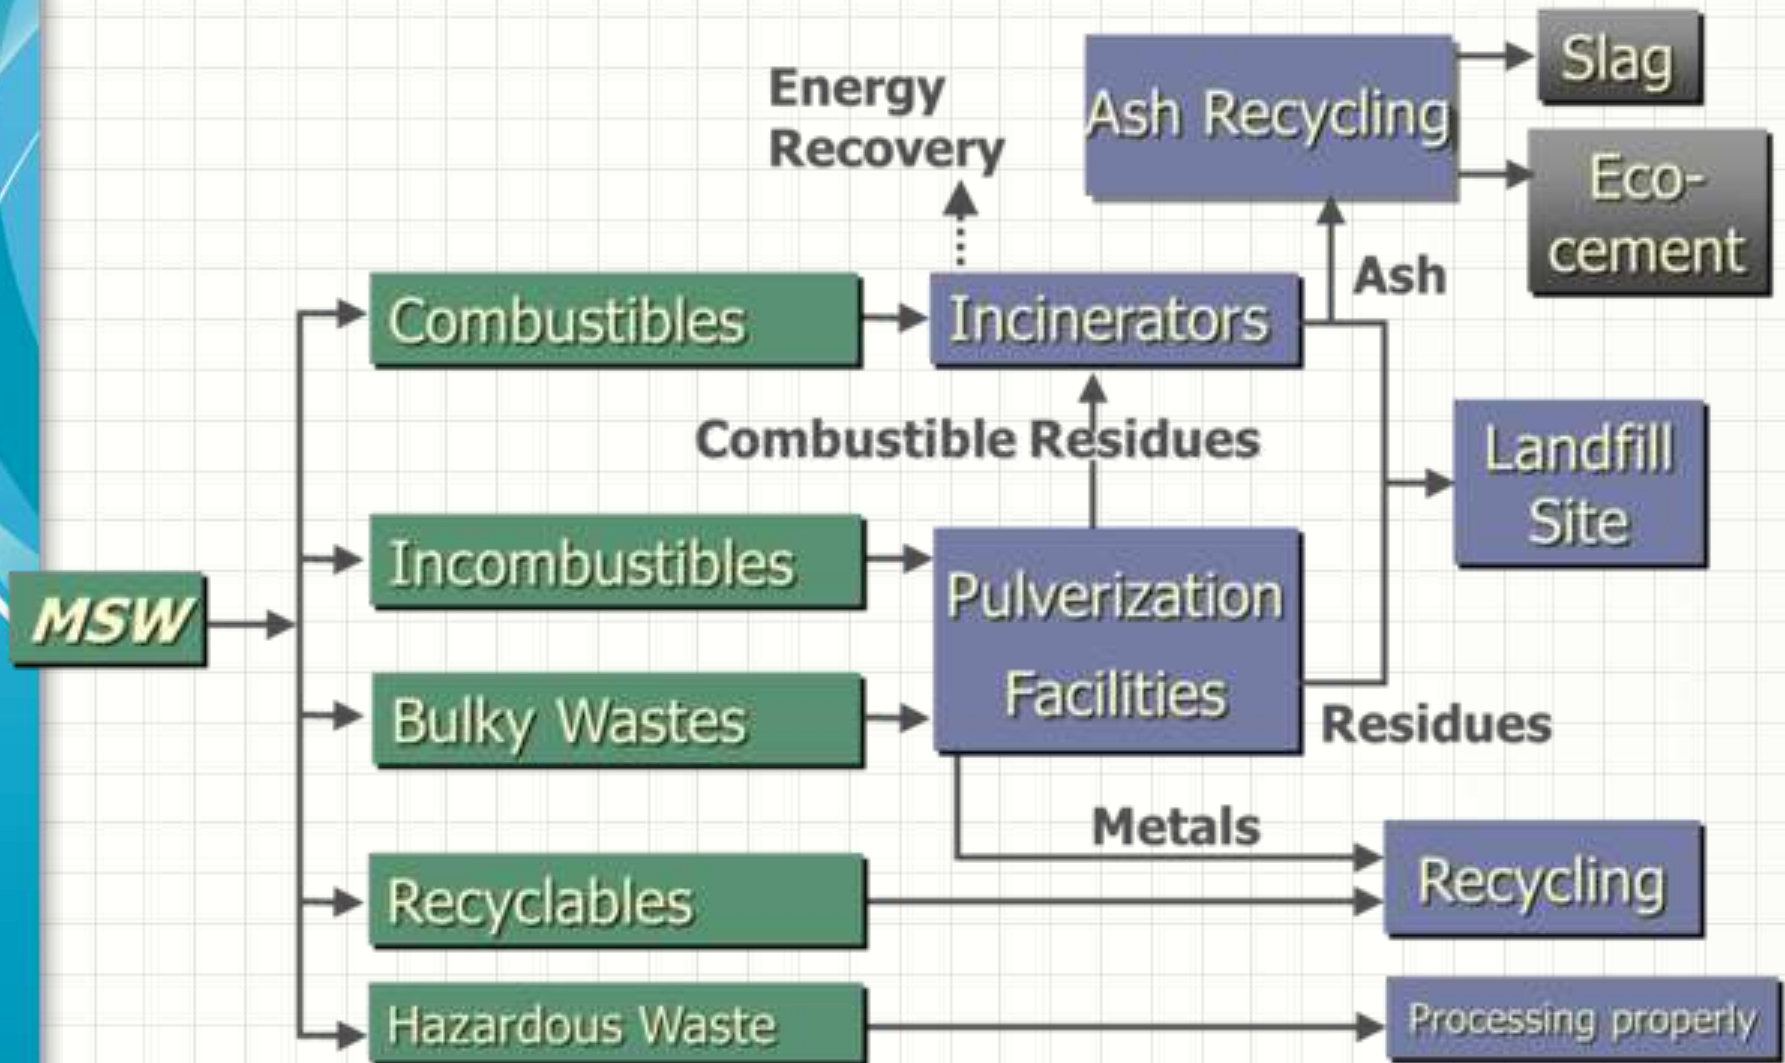 Energy
Recovery
Ash Recycling
Slag
Eco-
cement
Ash
Combustibles
Incinerators
Combustible Residues
Landfill
Site
Incombustibles
Pulverization
Facilities
MSW
Bulky Wastes
Residues
Metals
Recyclables
Recycling
Hazardous Waste
Processing properly